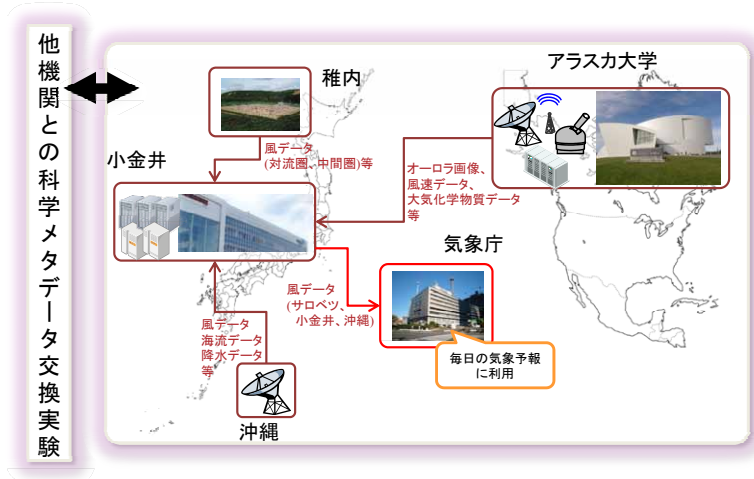 他機関との科学メタデータ交換実験
稚内
アラスカ大学
風データ
(対流圏、中間圏)等
小金井
オーロラ画像、
風速データ、
大気化学物質データ
等
気象庁
風データ
(サロベツ、
小金井、沖縄)
風データ
海流データ
降水データ
等
毎日の気象予報
に利用
沖縄